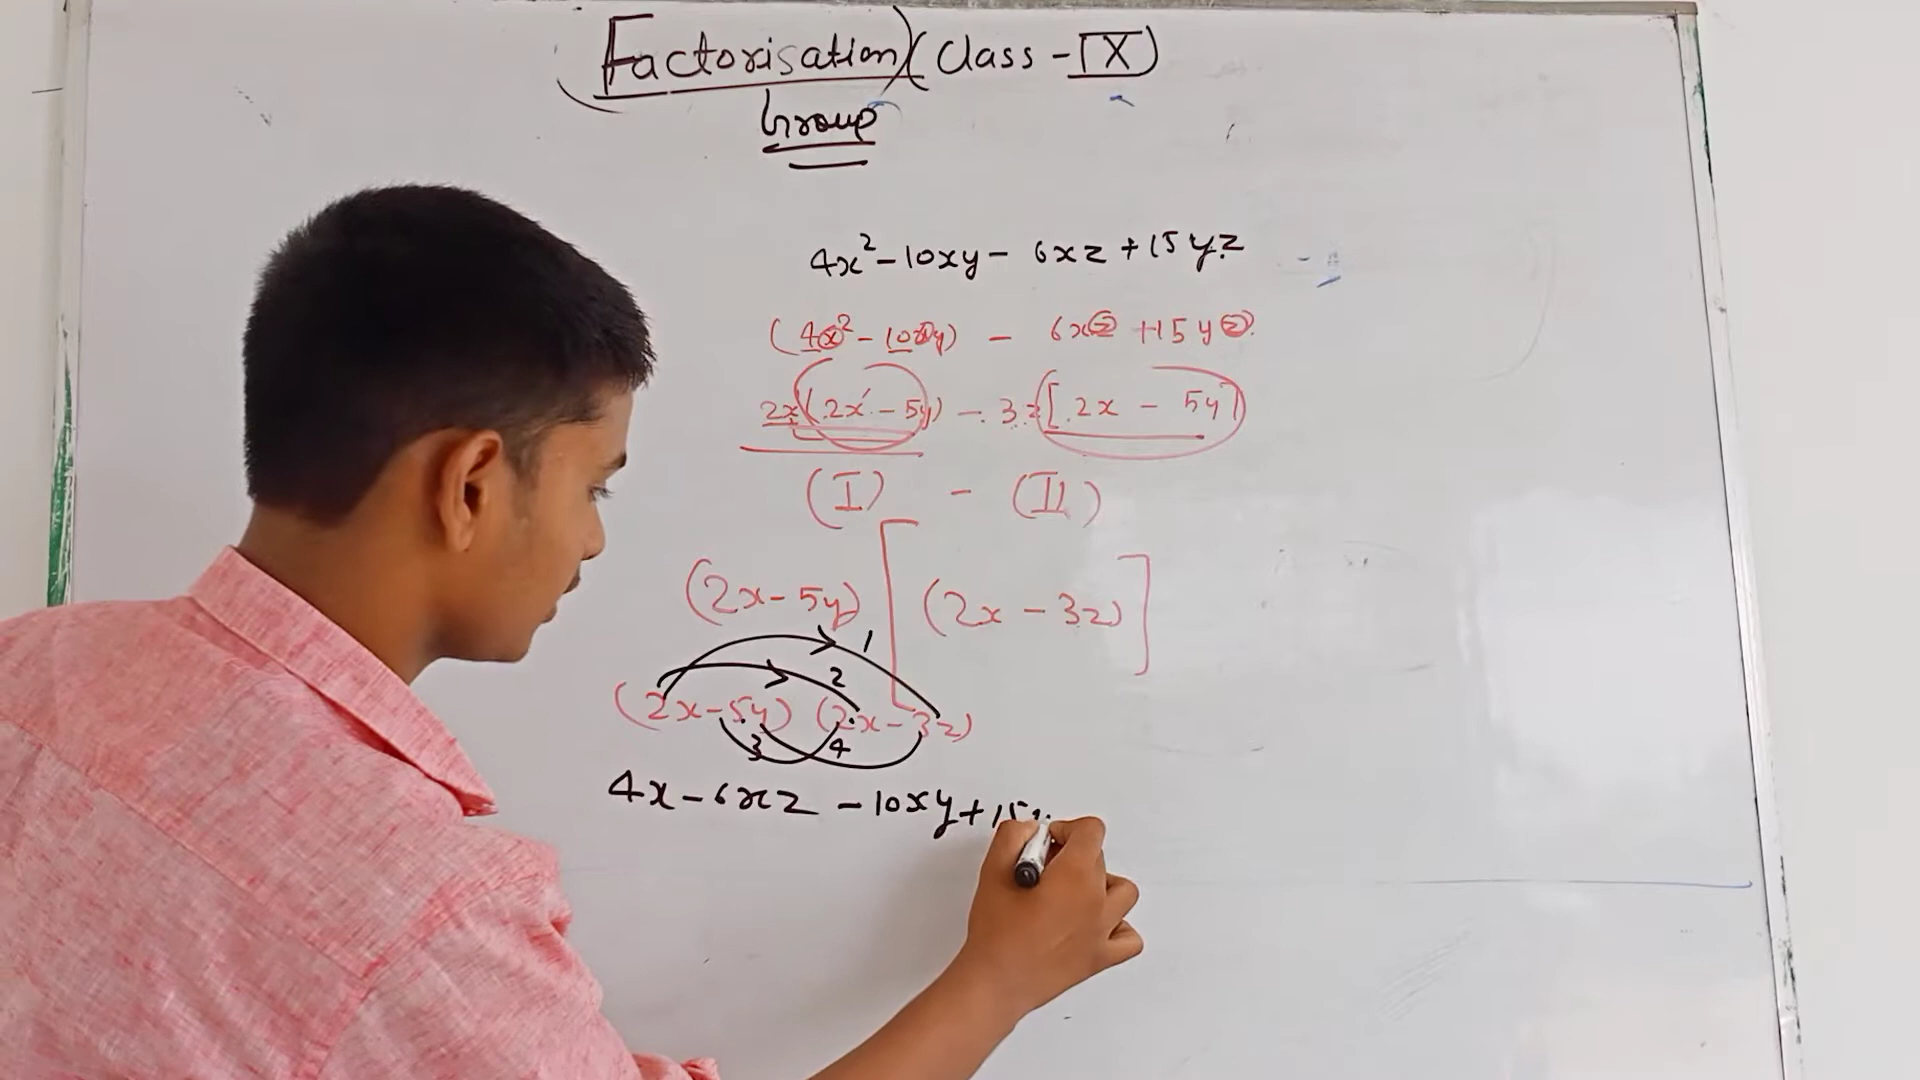 Factorisation (Class - IX)
Group
4x² - 10xy - 6xz + 15yz
(4x² - 10xy) - 6xz + 15yz
2x(2x - 5y) - 3z[2x - 5y]
(I) - (II)
(2x - 5y) [(2x - 3z)]
1
2
(2x - 5y) (2x - 3z)
3 4
4x - 6xz - 10xy + 15y